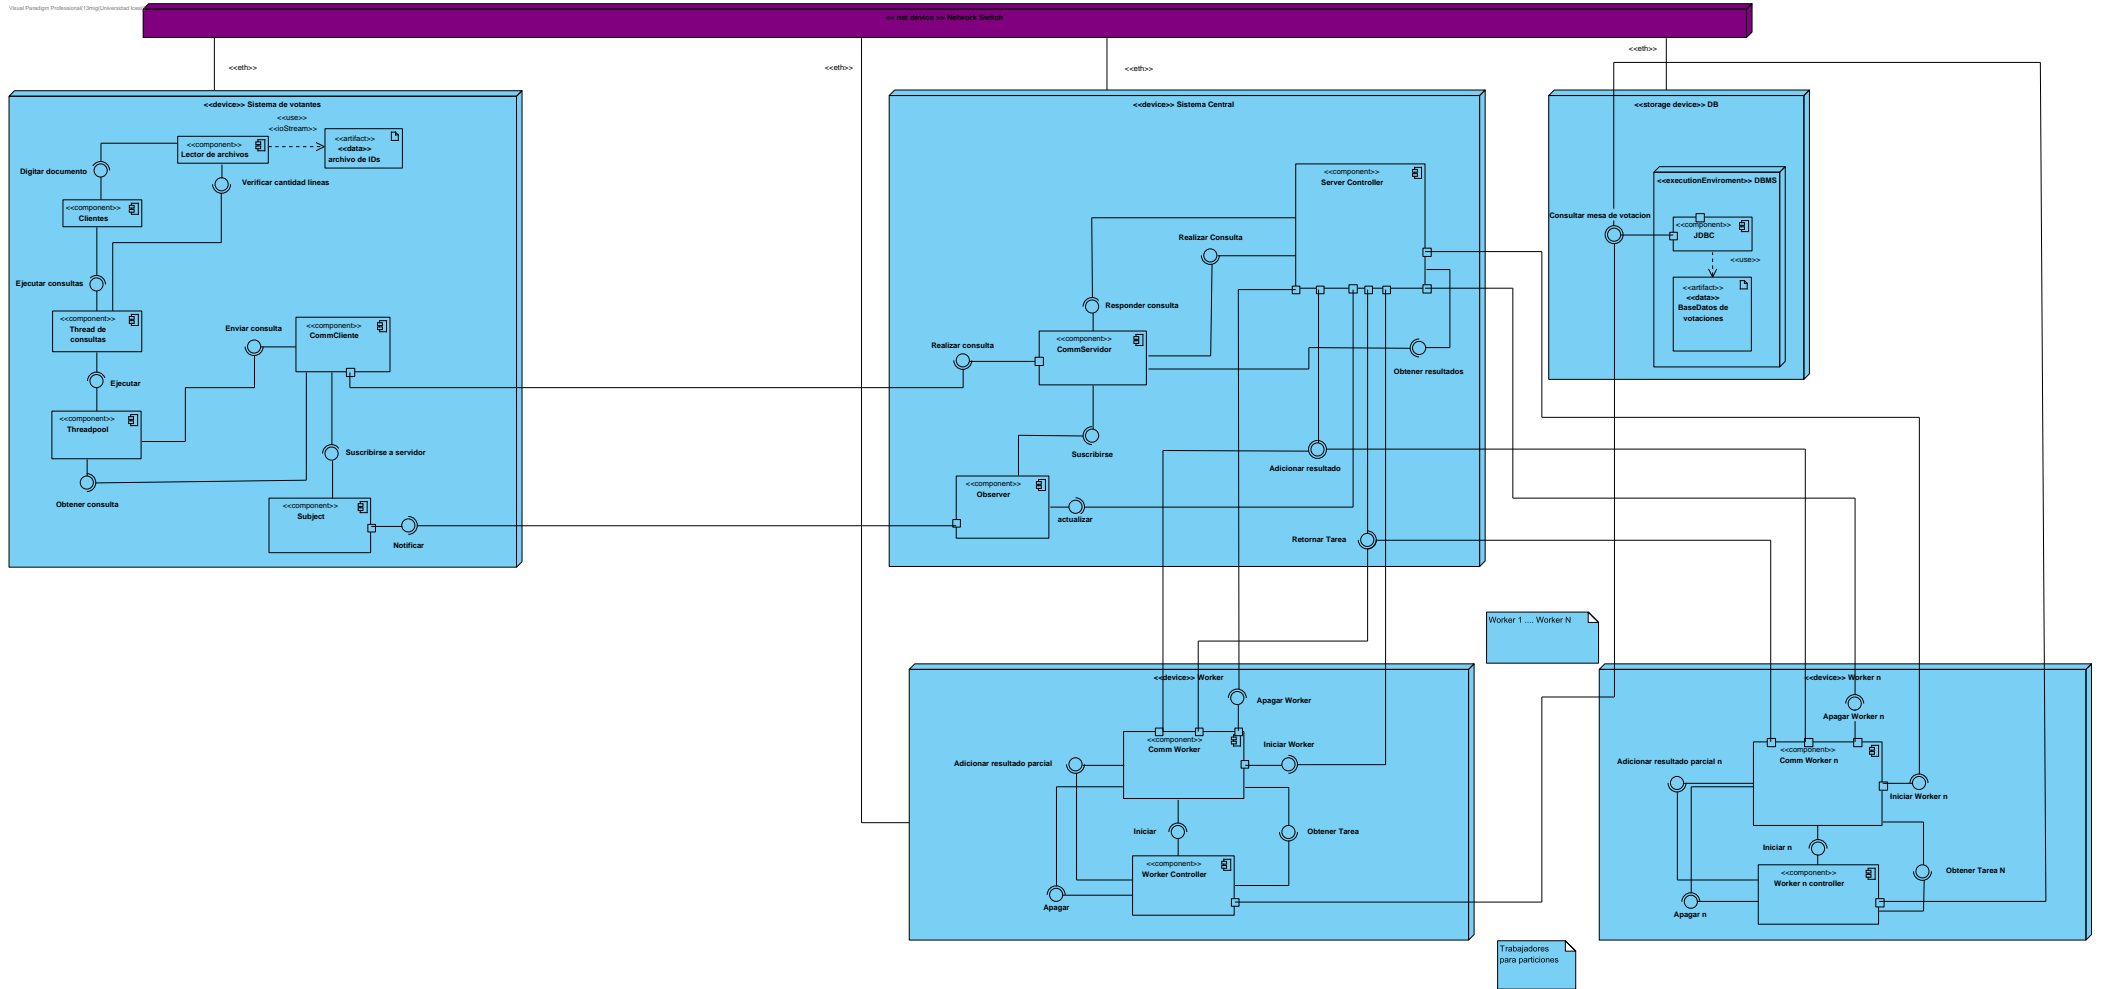 Visual Paradigm Professional(13mig(Universidad Icesi
<< net device >> Network Switch
<<eth>>
<<eth>>
<<eth>>
<<eth>>
<<device>> Sistema de votantes
<<use>>
<<ioStream>>
<<component>>
Lector de archivos
<<artifact>>
<<data>>
archivo de IDs
Digitar documento
Verificar cantidad lineas
<<component>>
Clientes
Ejecutar consultas
<<component>>
Thread de
consultas
Enviar consulta
<<component>>
CommCliente
Ejecutar
<<component>>
Threadpool
Suscribirse a servidor
Obtener consulta
<<component>>
Subject
Notificar
<<device>> Sistema Central
<<component>>
Server Controller
Realizar Consulta
Responder consulta
Realizar consulta
<<component>>
CommServidor
Obtener resultados
Suscribirse
Adicionar resultado
<<component>>
Observer
actualizar
Retornar Tarea
<<storage device>> DB
<<executionEnviroment>> DBMS
Consultar mesa de votacion
<<component>>
JDBC
<<use>>
<<artifact>>
<<data>>
BaseDatos de
votaciones
Worker 1 .... Worker N
<<device>> Worker
Apagar Worker
<<component>>
Comm Worker
Iniciar Worker
Adicionar resultado parcial
Iniciar
Obtener Tarea
<<component>>
Worker Controller
Apagar
<<device>> Worker n
Apagar Worker n
<<component>>
Comm Worker n
Adicionar resultado parcial n
Iniciar Worker n
Iniciar n
Obtener Tarea N
<<component>>
Worker n controller
Apagar n
Trabajadores
para particiones